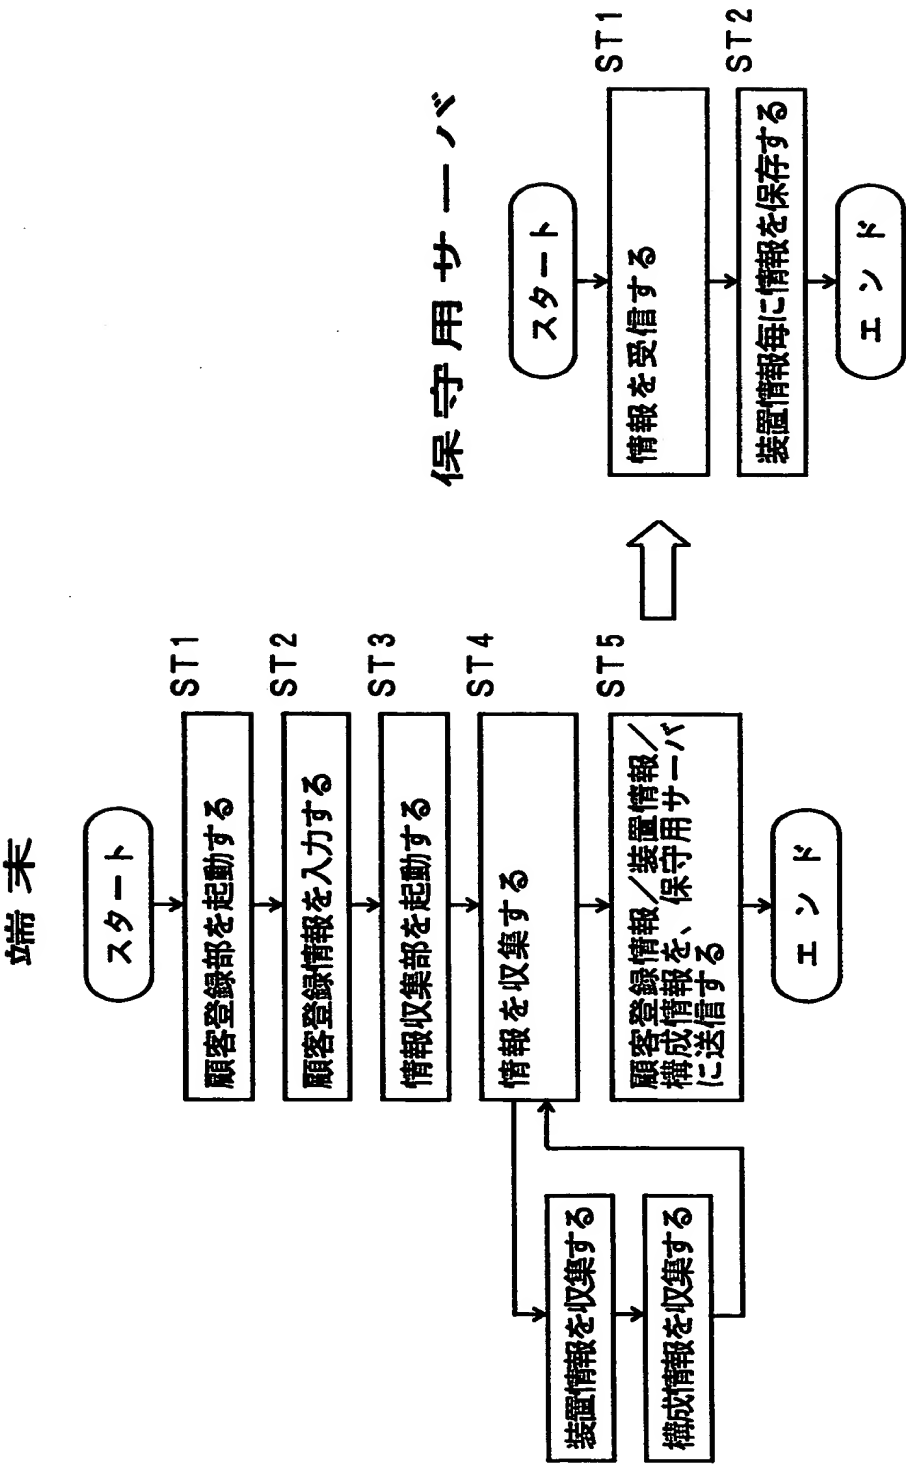 端末
スタート
ST1
顧客登録部を起動する
ST2
顧客登録情報を入力する
ST3
情報収集部を起動する
ST4
情報を収集する
装置情報を収集する
構成情報を収集する
ST5
顧客登録情報/装置情報/
構成情報を、保守用サーバ
に送信する
エンド
保守用サーバ
スタート
ST1
情報を受信する
ST2
装置情報毎に情報を保存する
エンド